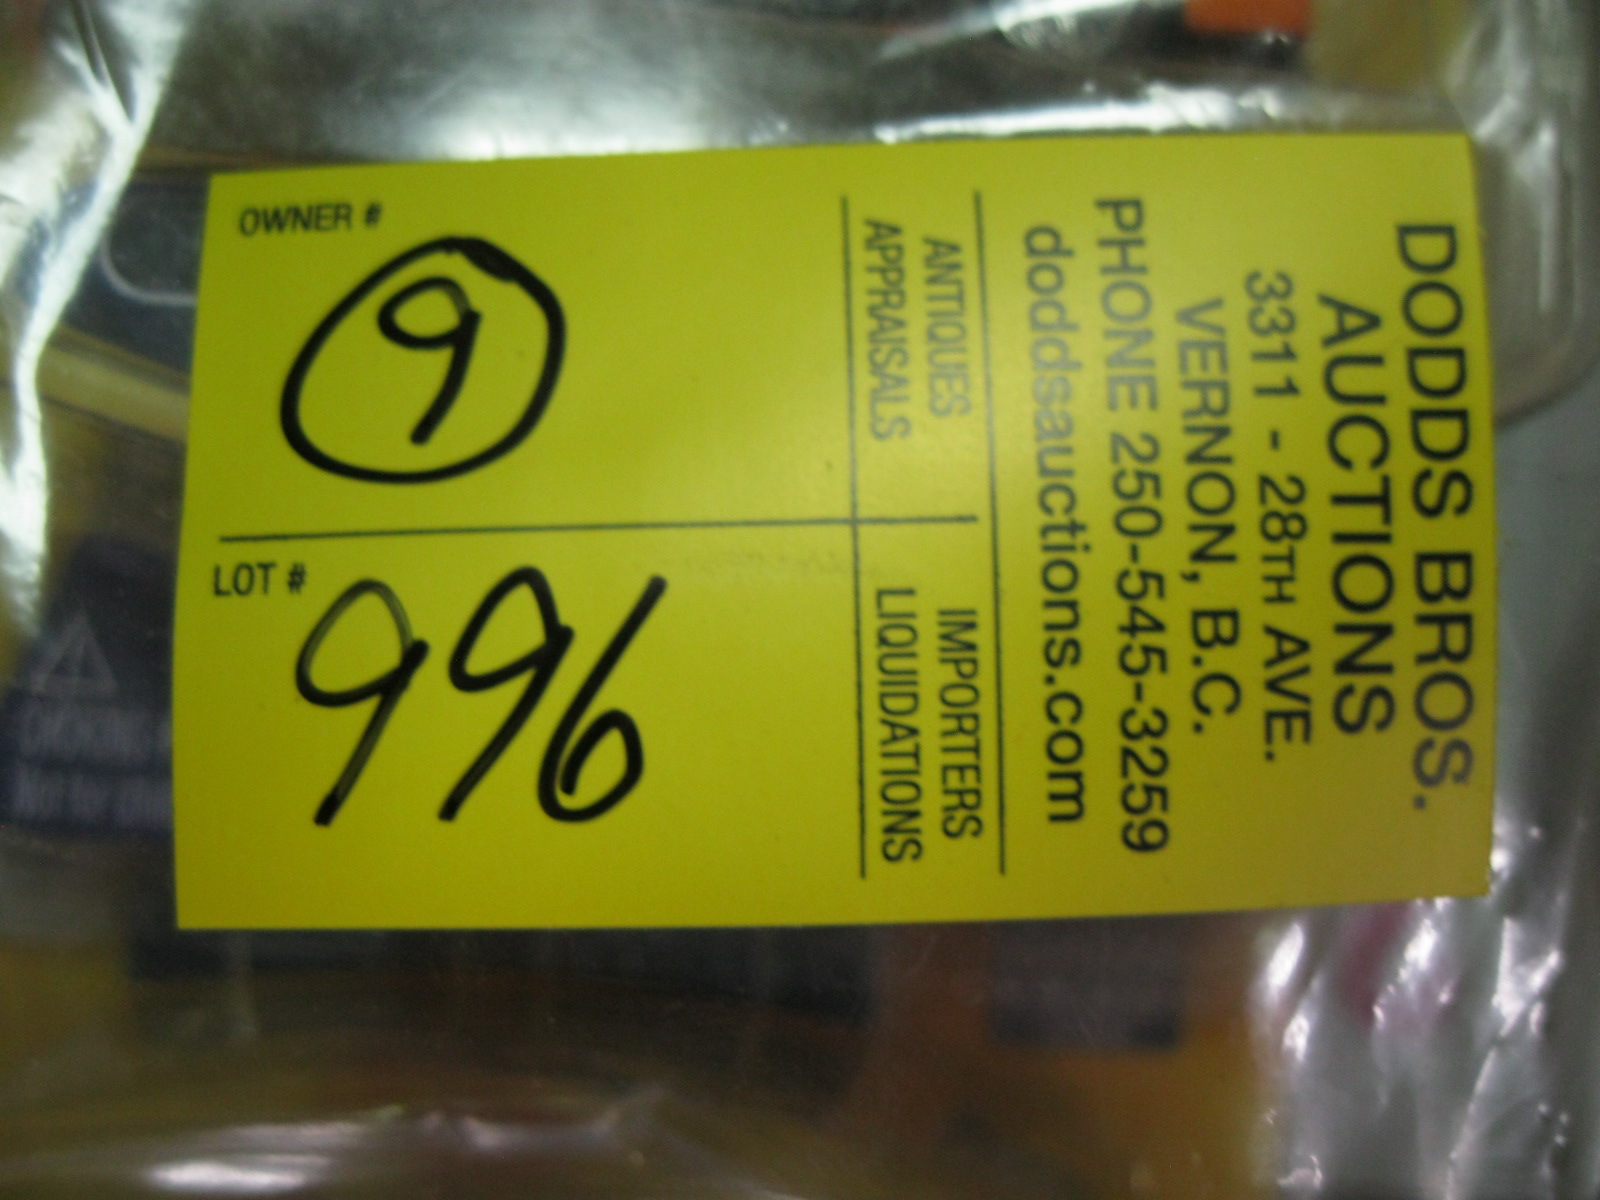 DODDS BROS.
AUCTIONS
3311 - 28TH AVE.
VERNON, B.C.
PHONE 250-545-3259
doddsauctions.com
ANTIQUES
APPRAISALS
IMPORTERS
LIQUIDATIONS
OWNER #
9
LOT #
996